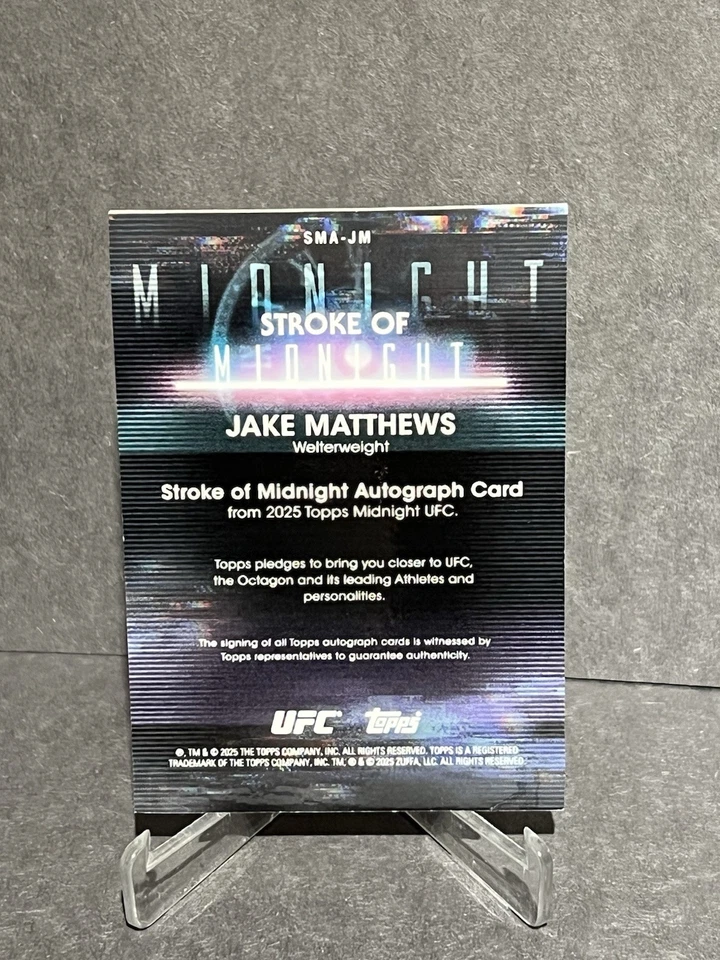 SMA-JM
MIDNIGHT
STROKE OF
MIDNIGHT
JAKE MATTHEWS
Welterweight
Stroke of Midnight Autograph Card
from 2025 Topps Midnight UFC.
Topps pledges to bring you closer to UFC,
the Octagon and its leading Athletes and
personalities.
The signing of all Topps autograph cards is witnessed by
Topps representatives to guarantee authenticity.
UFC® Topps
®, TM & © 2025 THE TOPPS COMPANY, INC. ALL RIGHTS RESERVED. TOPPS IS A REGISTERED
TRADEMARK OF THE TOPPS COMPANY, INC. TM, ® & © 2025 ZUFFA, LLC. ALL RIGHTS RESERVED.